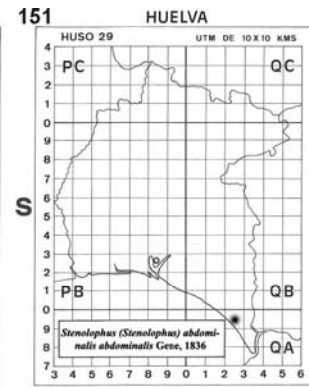 151 HUELVA
HUSO 29 UTM DE 10 X 10 KMS
4 PC QC
3
2
1
0
9
8
7
6
S
5
4
3
2
1 PB QB
0
9 Stenolophus (Stenolophus) abdomi-
8 nalis abdominalis Gene, 1836 QA
7
3 4 5 6 7 8 9 0 1 2 3 4 5 6